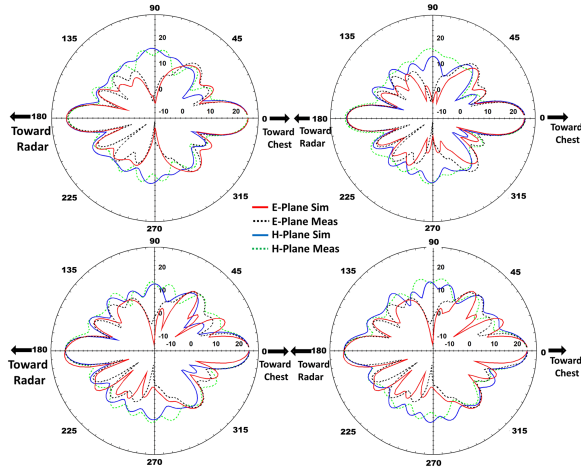 90
90
135
45
135
45
20
20
10
10
0
0
-10
-10 0 10 20
-10
-10 0 10 20
180
0
180
0
Toward
Radar
Toward
Chest
Toward
Radar
Toward
Chest
225
315
225
315
270
270
E-Plane Sim
E-Plane Meas
H-Plane Sim
H-Plane Meas
90
90
135
45
135
45
20
20
10
10
0
0
-10
-10
-10 0 10 20
-10 0 10 20
180
0
180
0
Toward
Radar
Toward
Chest
Toward
Radar
Toward
Chest
225
315
225
315
270
270